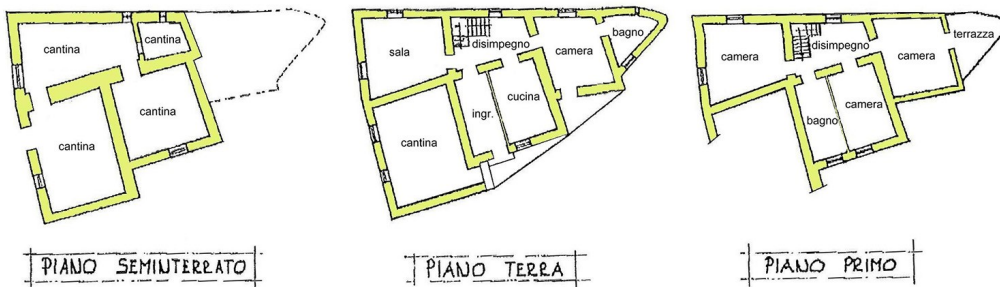 cantina
cantina
cantina
cantina
PIANO SEMINTERRATO
sala
disimpegno
camera
bagno
cucina
ingr.
cantina
PIANO TERRA
camera
disimpegno
camera
terrazza
camera
bagno
PIANO PRIMO